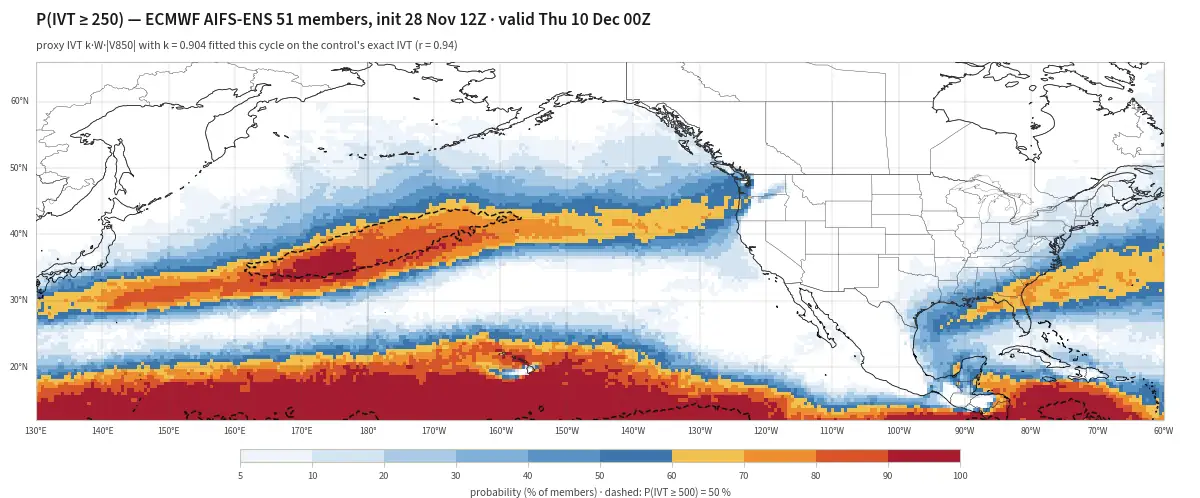 P(IVT ≥ 250) — ECMWF AIFS-ENS 51 members, init 28 Nov 12Z · valid Thu 10 Dec 00Z
proxy IVT k·W·|V850| with k = 0.904 fitted this cycle on the control's exact IVT (r = 0.94)
60°N
50°N
40°N
30°N
20°N
130°E 140°E 150°E 160°E 170°E 180° 170°W 160°W 150°W 140°W 130°W 120°W 110°W 100°W 90°W 80°W 70°W 60°W
5 10 20 30 40 50 60 70 80 90 100
probability (% of members) · dashed: P(IVT ≥ 500) = 50 %